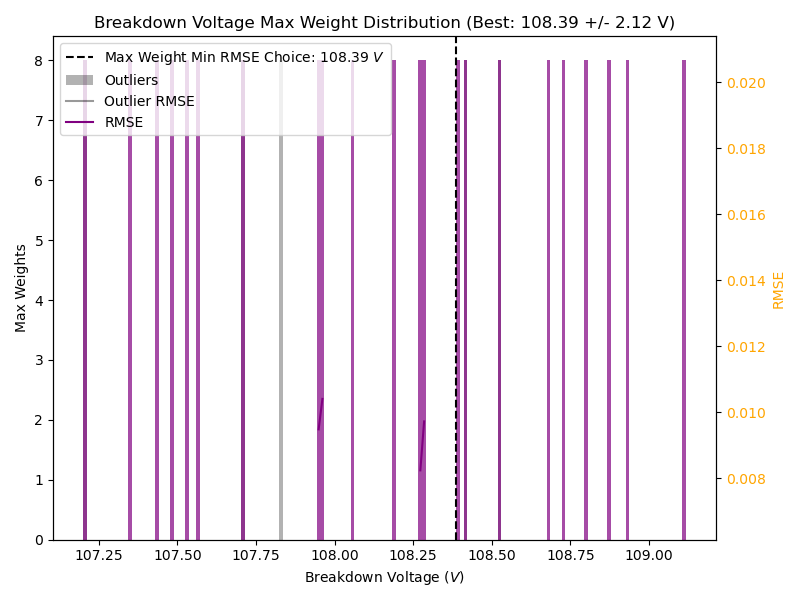 Breakdown Voltage Max Weight Distribution (Best: 108.39 +/- 2.12 V)
Max Weight Min RMSE Choice: 108.39 V
Outliers
Outlier RMSE
RMSE
8
7
6
5
4
3
2
1
0
Max Weights
0.020
0.018
0.016
0.014
0.012
0.010
0.008
RMSE
107.25 107.50 107.75 108.00 108.25 108.50 108.75 109.00
Breakdown Voltage (V)